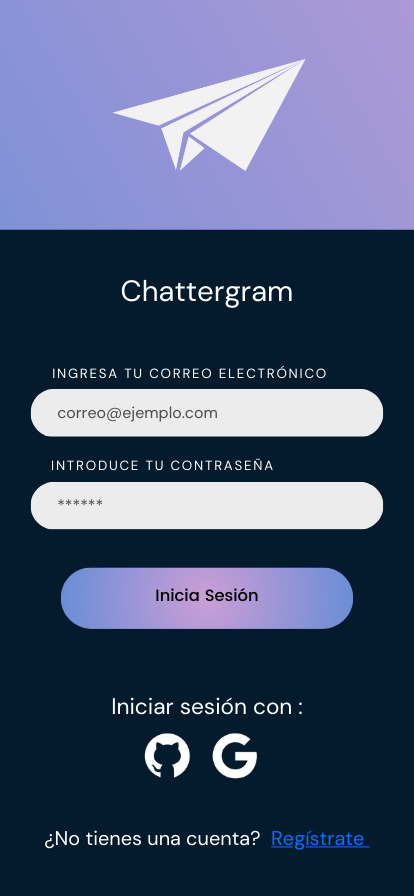 Chattergram
INGRESA TU CORREO ELECTRÓNICO
correo@ejemplo.com
INTRODUCE TU CONTRASEÑA
******
Inicia Sesión
Iniciar sesión con :
¿No tienes una cuenta? Regístrate